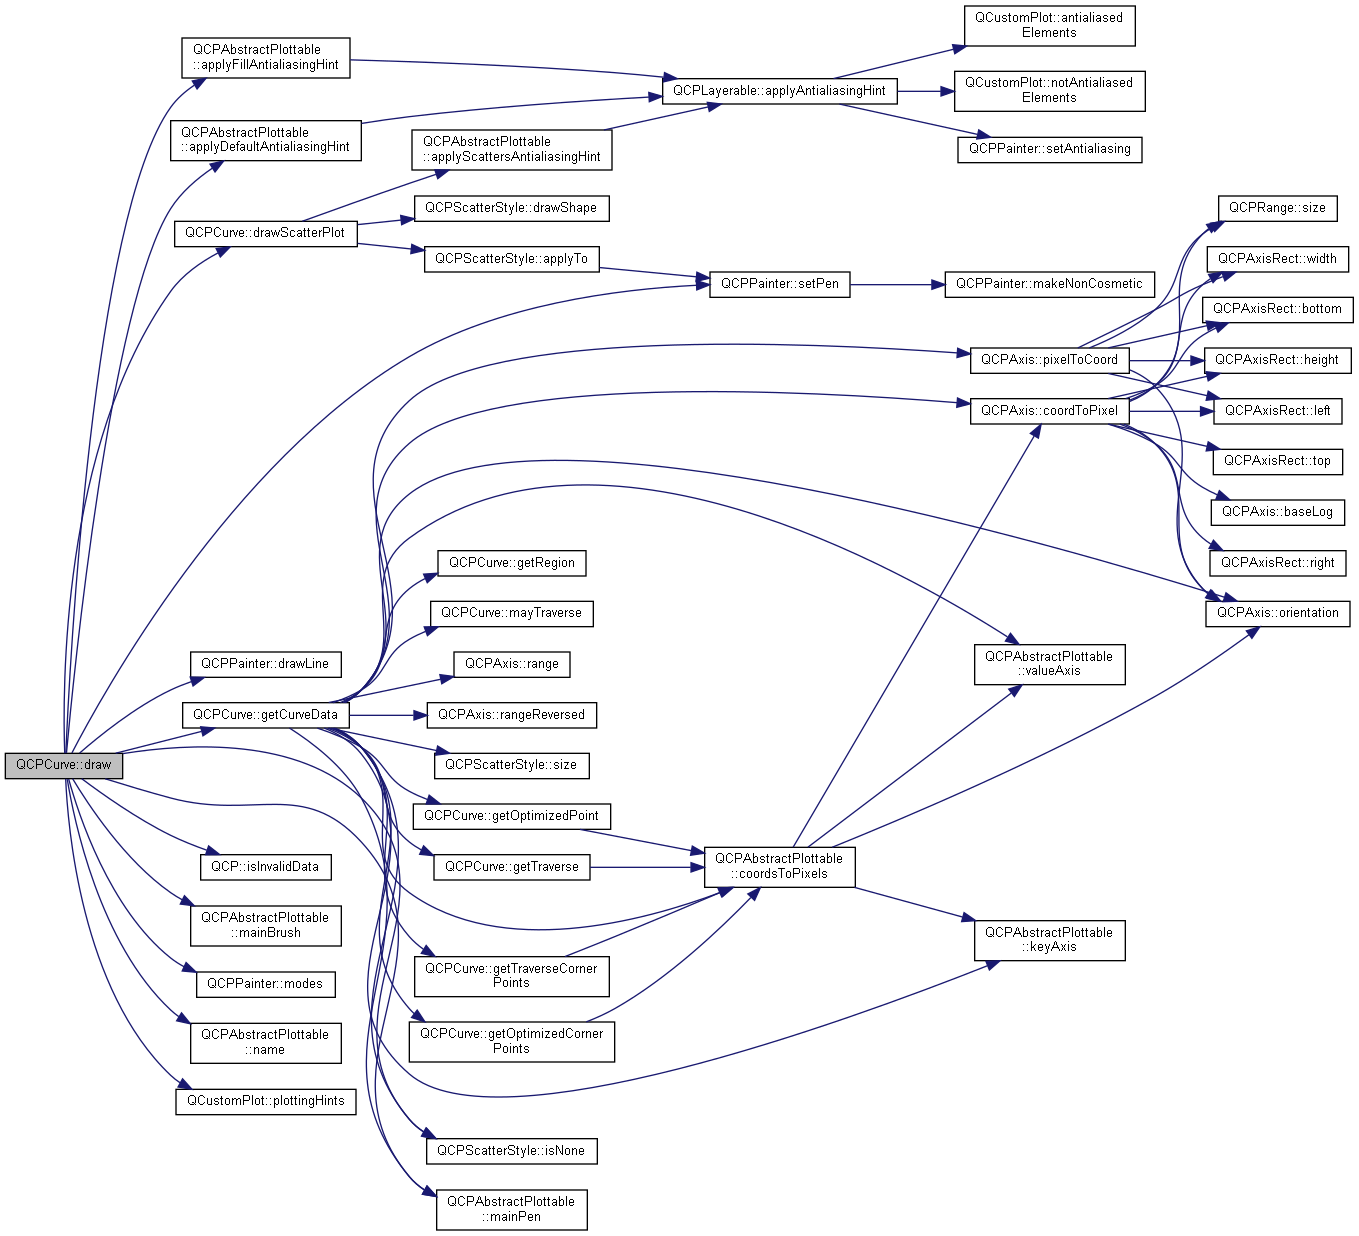 QCPCurve::draw
QCPAbstractPlottable
::applyFillAntialiasingHint
QCPAbstractPlottable
::applyDefaultAntialiasingHint
QCPCurve::drawScatterPlot
QCPPainter::drawLine
QCPCurve::getCurveData
QCP::isInvalidData
QCPAbstractPlottable
::mainBrush
QCPPainter::modes
QCPAbstractPlottable
::name
QCustomPlot::plottingHints
QCPAbstractPlottable
::applyScattersAntialiasingHint
QCPScatterStyle::drawShape
QCPScatterStyle::applyTo
QCPCurve::getRegion
QCPCurve::mayTraverse
QCPAxis::range
QCPAxis::rangeReversed
QCPScatterStyle::size
QCPCurve::getOptimizedPoint
QCPCurve::getTraverse
QCPCurve::getTraverseCorner
Points
QCPCurve::getOptimizedCorner
Points
QCPScatterStyle::isNone
QCPAbstractPlottable
::mainPen
QCPLayerable::applyAntialiasingHint
QCPPainter::setPen
QCPAbstractPlottable
::coordsToPixels
QCustomPlot::antialiased
Elements
QCustomPlot::notAntialiased
Elements
QCPPainter::setAntialiasing
QCPPainter::makeNonCosmetic
QCPAxis::pixelToCoord
QCPAxis::coordToPixel
QCPAbstractPlottable
::valueAxis
QCPAbstractPlottable
::keyAxis
QCPRange::size
QCPAxisRect::width
QCPAxisRect::bottom
QCPAxisRect::height
QCPAxisRect::left
QCPAxisRect::top
QCPAxis::baseLog
QCPAxisRect::right
QCPAxis::orientation